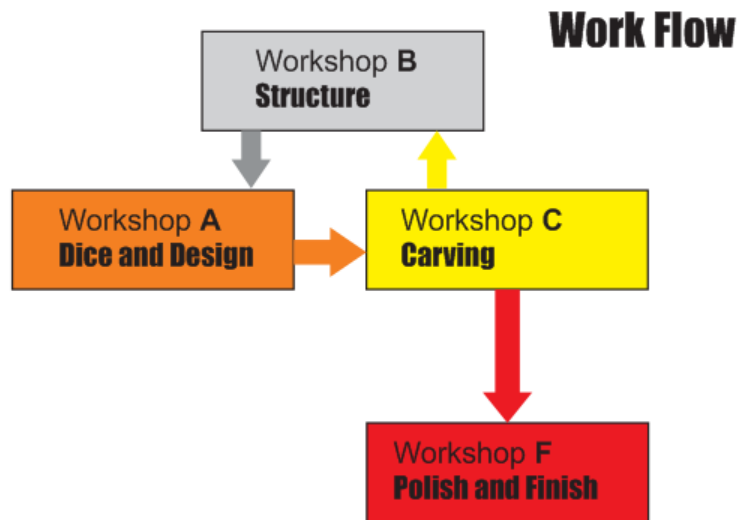 Work Flow
Workshop B
Structure
Workshop A
Dice and Design
Workshop C
Carving
Workshop F
Polish and Finish